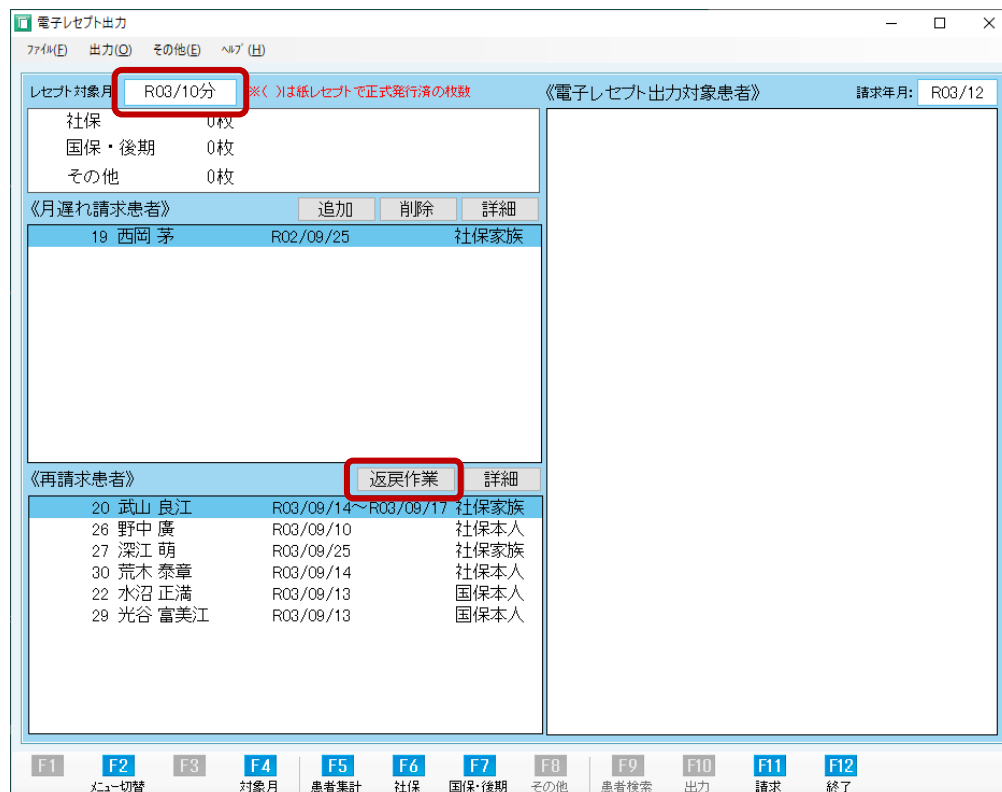 電子レセプト出力
ファイル(F) 出力(O) その他(E) ヘルプ(H)
レセプト対象月 R03/10分 ※( )は紙レセプトで正式発行済の枚数
社保 0枚
国保・後期 0枚
その他 0枚
《月遅れ請求患者》 追加 削除 詳細
19 西岡 茅 R02/09/25 社保家族
《再請求患者》 返戻作業 詳細
20 武山 良江 R03/09/14～R03/09/17 社保家族
26 野中 廣 R03/09/10 社保本人
27 深江 萌 R03/09/25 社保家族
30 荒木 泰章 R03/09/14 社保本人
22 水沼 正満 R03/09/13 国保本人
29 光谷 富美江 R03/09/13 国保本人
《電子レセプト出力対象患者》 請求年月: R03/12
F1 F2 F3 F4 F5 F6 F7 F8 F9 F10 F11 F12
メニュー切替 対象月 患者集計 社保 国保・後期 その他 患者検索 出力 請求 終了